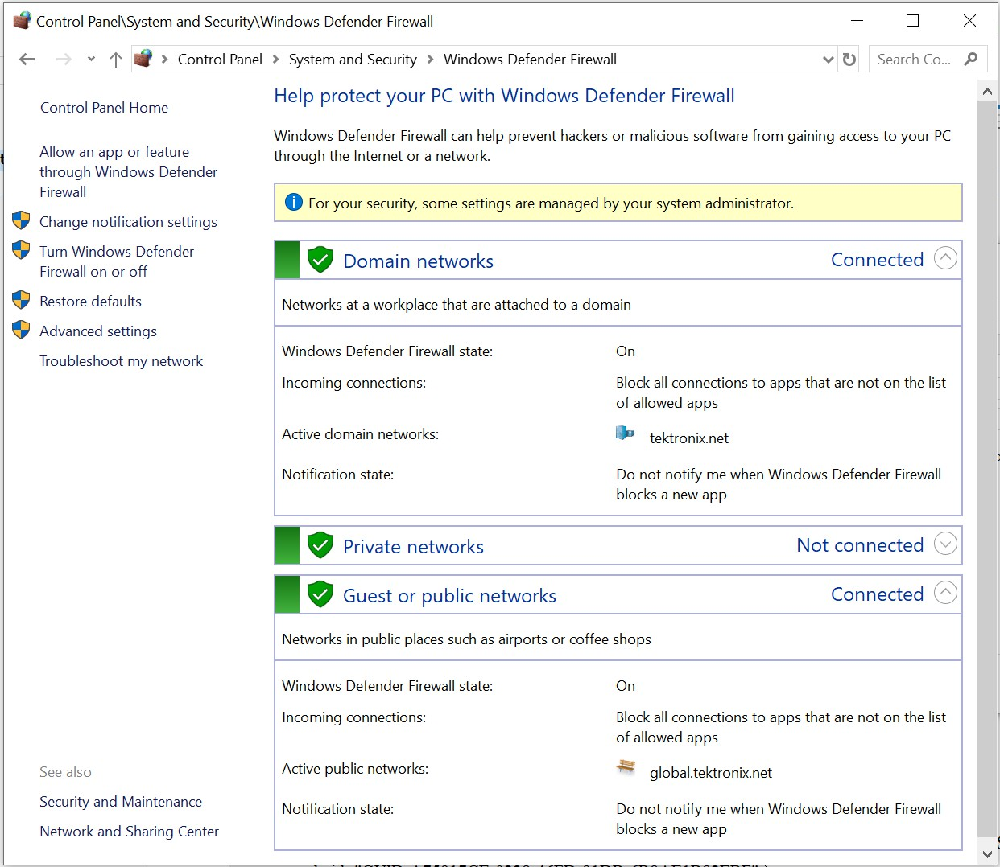 Control Panel\System and Security\Windows Defender Firewall
Control Panel
System and Security
Windows Defender Firewall
Search Co...
Control Panel Home
Allow an app or feature
through Windows Defender
Firewall
Change notification settings
Turn Windows Defender
Firewall on or off
Restore defaults
Advanced settings
Troubleshoot my network
See also
Security and Maintenance
Network and Sharing Center
Help protect your PC with Windows Defender Firewall
Windows Defender Firewall can help prevent hackers or malicious software from gaining access to your PC
through the Internet or a network.
For your security, some settings are managed by your system administrator.
Domain networks Connected
Networks at a workplace that are attached to a domain
Windows Defender Firewall state: On
Incoming connections: Block all connections to apps that are not on the list
of allowed apps
Active domain networks: tektronix.net
Notification state: Do not notify me when Windows Defender Firewall
blocks a new app
Private networks Not connected
Guest or public networks Connected
Networks in public places such as airports or coffee shops
Windows Defender Firewall state: On
Incoming connections: Block all connections to apps that are not on the list
of allowed apps
Active public networks: global.tektronix.net
Notification state: Do not notify me when Windows Defender Firewall
blocks a new app